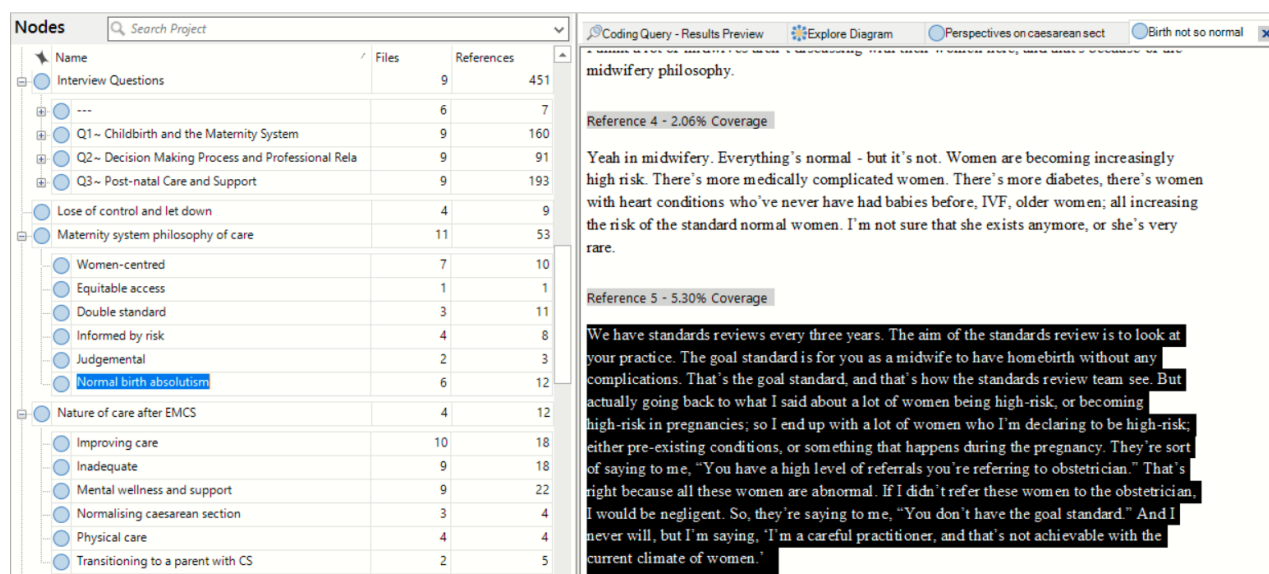 Nodes
Search Project
Name Files References
Interview Questions 9 451
--- 6 7
Q1~ Childbirth and the Maternity System 9 160
Q2~ Decision Making Process and Professional Rela 9 91
Q3~ Post-natal Care and Support 9 193
Lose of control and let down 4 9
Maternity system philosophy of care 11 53
Women-centred 7 10
Equitable access 1 1
Double standard 3 11
Informed by risk 4 8
Judgemental 2 3
Normal birth absolutism 6 12
Nature of care after EMCS 4 12
Improving care 10 18
Inadequate 9 18
Mental wellness and support 9 22
Normalising caesarean section 3 4
Physical care 4 4
Transitioning to a parent with CS 2 5
Coding Query - Results Preview Explore Diagram Perspectives on caesarean sect Birth not so normal
midwifery philosophy.
Reference 4 - 2.06% Coverage
Yeah in midwifery. Everything's normal - but it's not. Women are becoming increasingly
high risk. There's more medically complicated women. There's more diabetes, there's women
with heart conditions who've never have had babies before, IVF, older women; all increasing
the risk of the standard normal women. I'm not sure that she exists anymore, or she's very
rare.
Reference 5 - 5.30% Coverage
We have standards reviews every three years. The aim of the standards review is to look at
your practice. The goal standard is for you as a midwife to have homebirth without any
complications. That's the goal standard, and that's how the standards review team see. But
actually going back to what I said about a lot of women being high-risk, or becoming
high-risk in pregnancies; so I end up with a lot of women who I'm declaring to be high-risk;
either pre-existing conditions, or something that happens during the pregnancy. They're sort
of saying to me, "You have a high level of referrals you're referring to obstetrician." That's
right because all these women are abnormal. If I didn't refer these women to the obstetrician,
I would be negligent. So, they're saying to me, "You don't have the goal standard." And I
never will, but I'm saying, 'I'm a careful practitioner, and that's not achievable with the
current climate of women.'